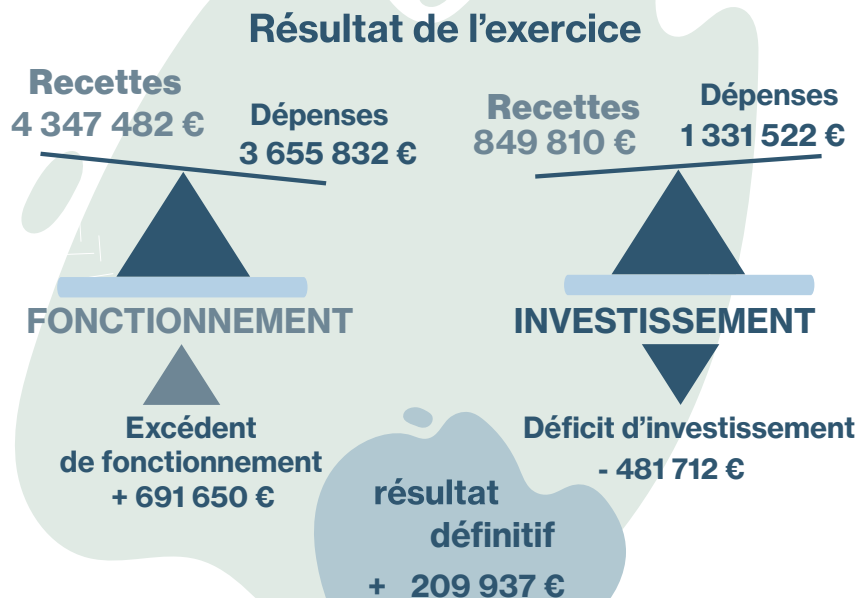 Résultat de l'exercice
Recettes
4 347 482 €
Dépenses
3 655 832 €
FONCTIONNEMENT
Excédent
de fonctionnement
+ 691 650 €
Recettes
849 810 €
Dépenses
1 331 522 €
INVESTISSEMENT
Déficit d'investissement
- 481 712 €
résultat
définitif
+ 209 937 €